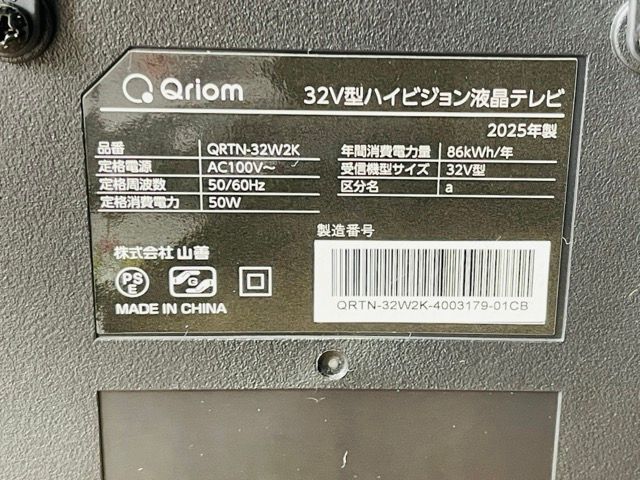 Qriom
32V型ハイビジョン液晶テレビ
2025年製
品番 QRTN-32W2K
定格電源 AC100V～
定格周波数 50/60Hz
定格消費電力 50W
年間消費電力量 86kWh/年
受信機型サイズ 32V型
区分名 a
製造番号
QRTN-32W2K-4003179-01CB
株式会社 山善
PS
E
MADE IN CHINA